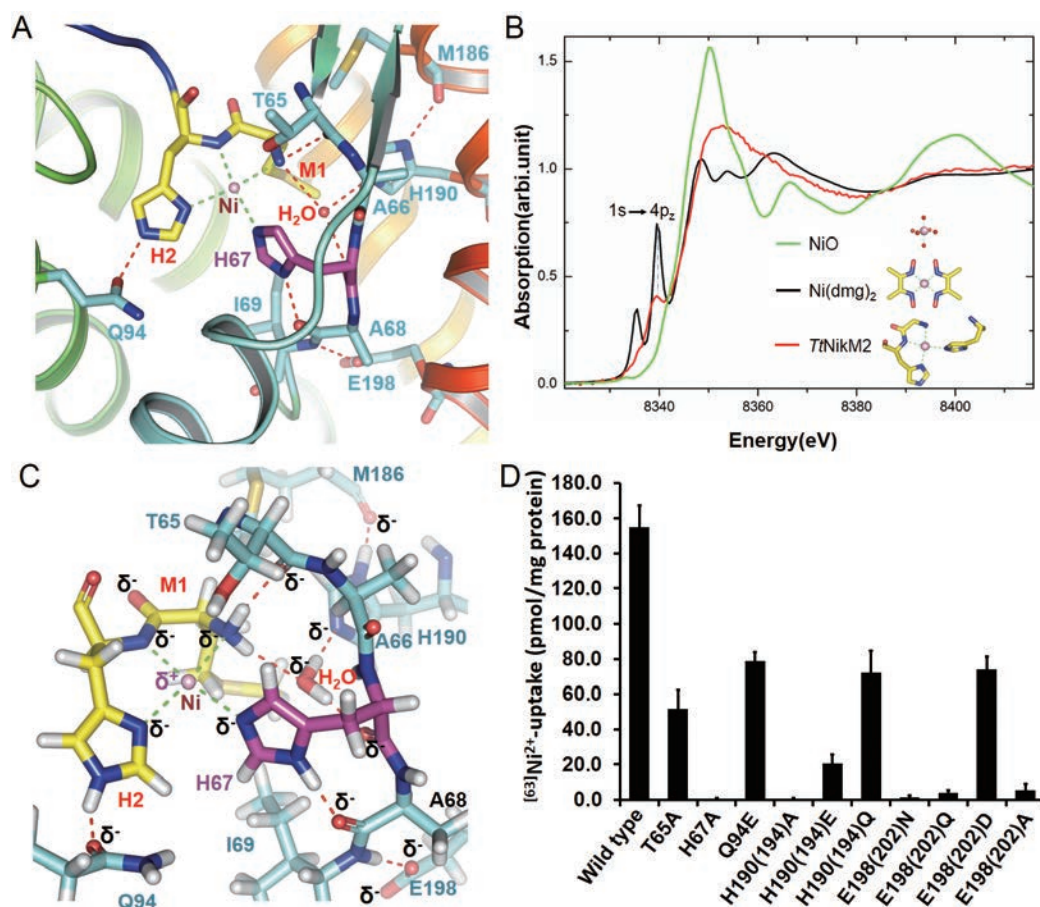 A
M186
T65
M1
Ni
H190
A66
H₂O
H2
H67
I69
A68
Q94
E198
B
Absorption(arbi.unit)
1.5
1.0
0.5
0.0
1s→4p_z
NiO
Ni(dmg)₂
TtNikM2
8340
8360
8380
8400
Energy(eV)
C
M186
δ⁻
T65
M1
δ⁻
δ⁻
H190
A66
δ⁻
δ⁻
δ⁻
δ⁻
H₂O
δ⁺
Ni
δ⁻
δ⁻
δ⁻
H67
A68
H2
δ⁻
δ⁻
I69
δ⁻
E198
δ⁻
Q94
D
[63]Ni²⁺-uptake (pmol/mg protein)
180.0
160.0
140.0
120.0
100.0
80.0
60.0
40.0
20.0
0.0
Wild type
T65A
H67A
Q94E
H190(194)A
H190(194)E
H190(194)Q
E198(202)N
E198(202)Q
E198(202)D
E198(202)A